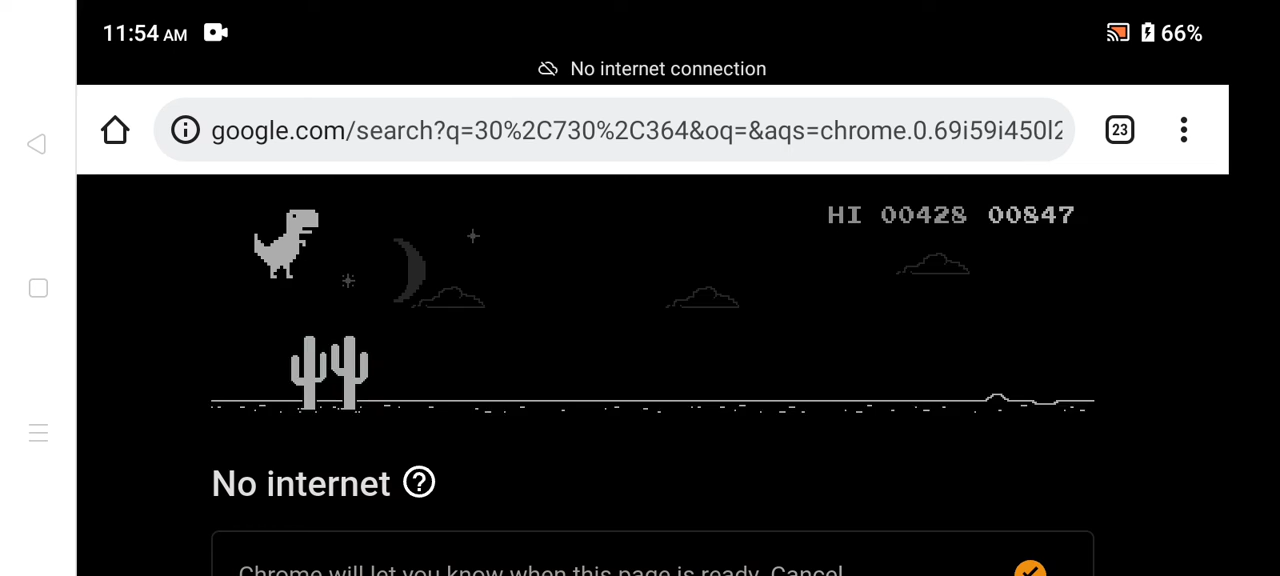 11:54 AM
66%
No internet connection
google.com/search?q=30%2C730%2C364&oq=&aqs=chrome.0.69i59i450l2
23
HI 00428 00847
No internet
Chrome will let you know when this page is ready. Cancel